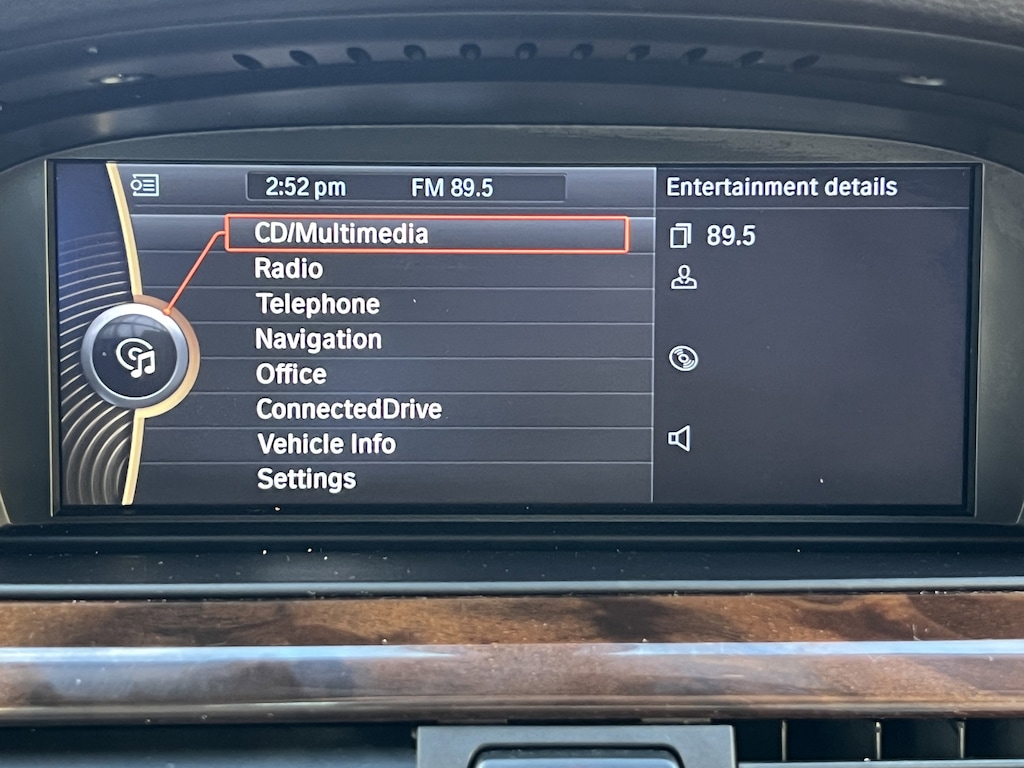 2:52 pm FM 89.5 Entertainment details
CD/Multimedia
89.5
Radio
Telephone
Navigation
Office
ConnectedDrive
Vehicle Info
Settings